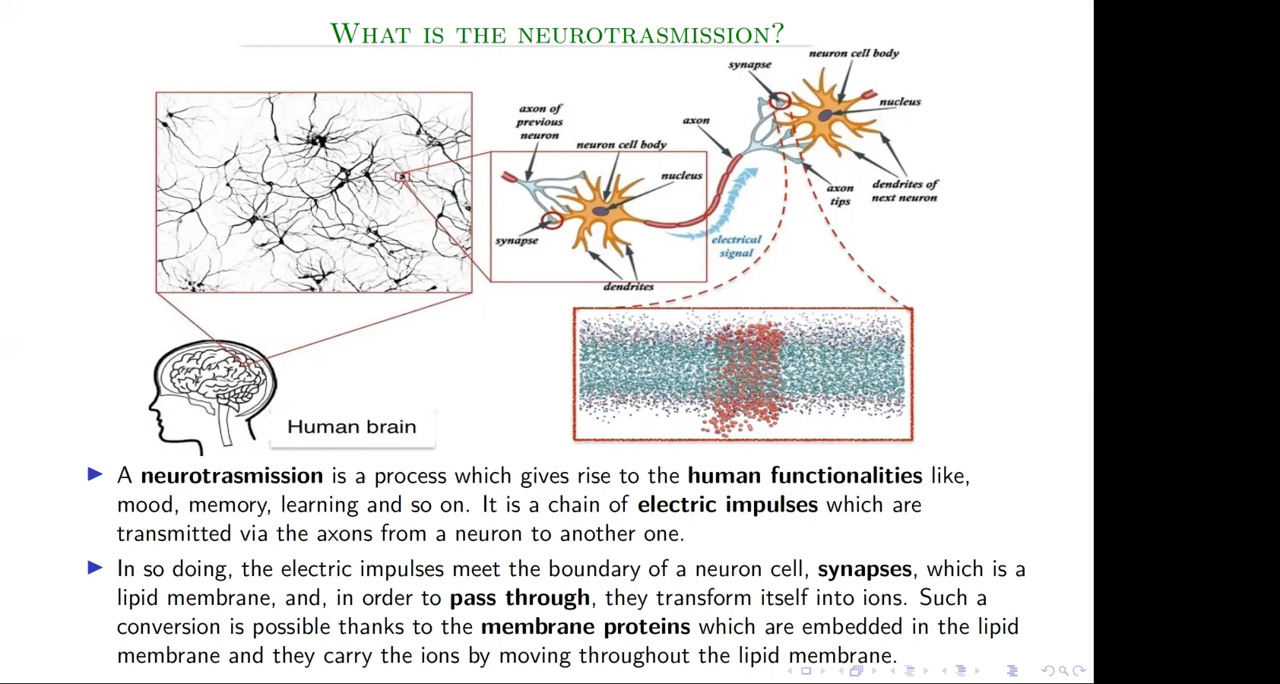 WHAT IS THE NEUROTRASMISSION?
neuron cell body
synapse
nucleus
axon of
previous
neuron
axon
neuron cell body
nucleus
axon
tips
dendrites of
next neuron
synapse
electrical
signal
dendrites
Human brain
A neurotrasmission is a process which gives rise to the human functionalities like,
mood, memory, learning and so on. It is a chain of electric impulses which are
transmitted via the axons from a neuron to another one.
In so doing, the electric impulses meet the boundary of a neuron cell, synapses, which is a
lipid membrane, and, in order to pass through, they transform itself into ions. Such a
conversion is possible thanks to the membrane proteins which are embedded in the lipid
membrane and they carry the ions by moving throughout the lipid membrane.